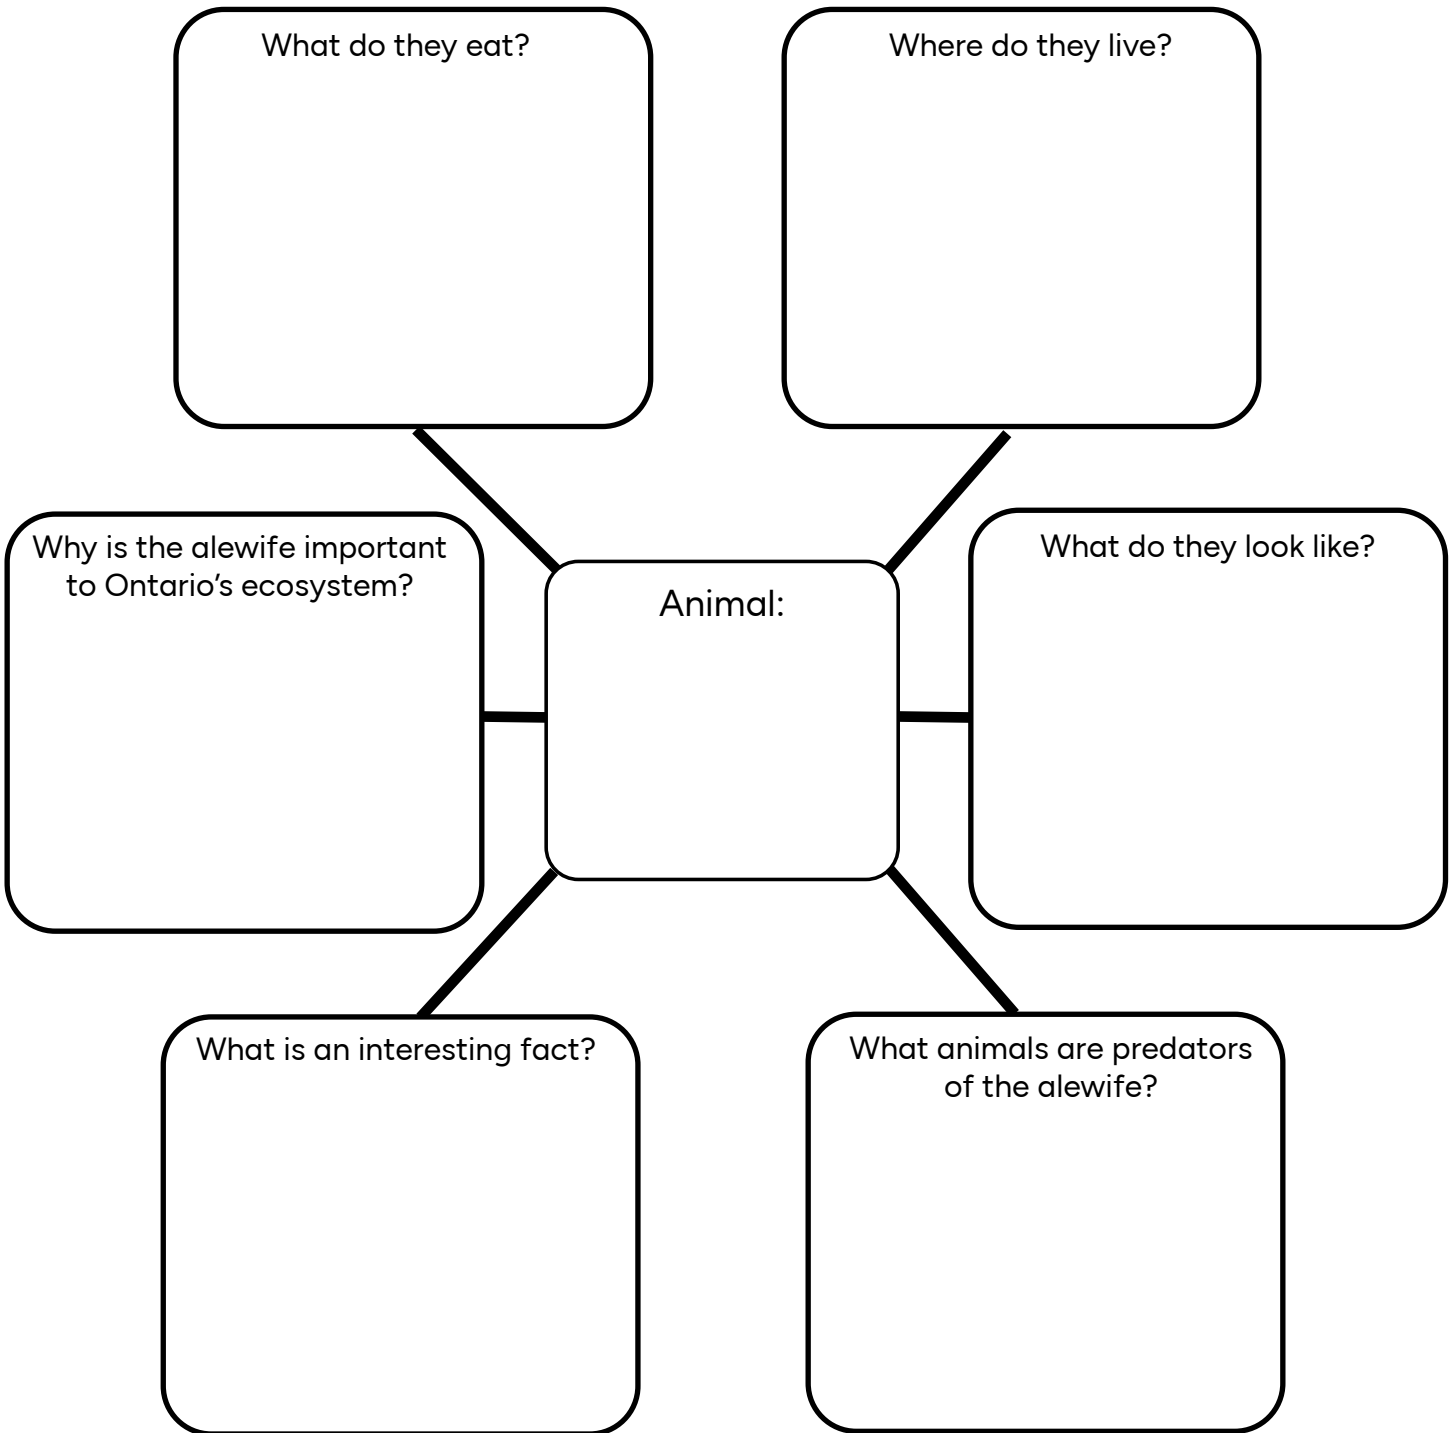 What do they eat?
Where do they live?
Why is the alewife important
to Ontario’s ecosystem?
Animal:
What do they look like?
What is an interesting fact?
What animals are predators
of the alewife?